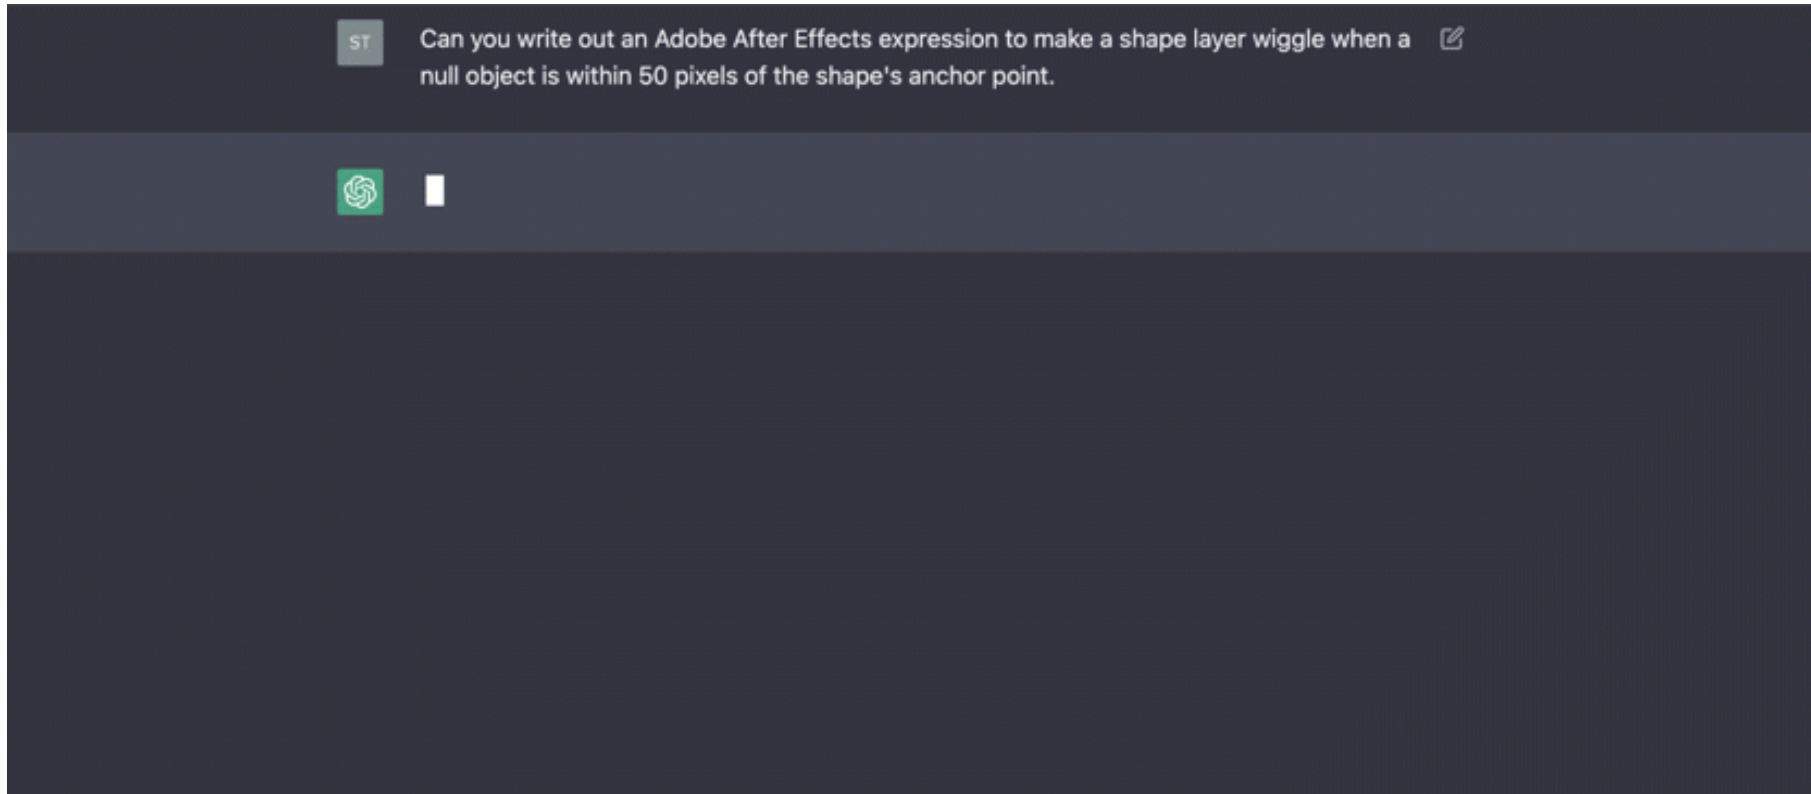 ST
Can you write out an Adobe After Effects expression to make a shape layer wiggle when a
null object is within 50 pixels of the shape's anchor point.